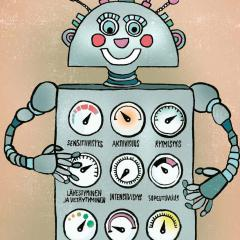 SENSITIIVISYYS AKTIIVISUUS RYTMISYYS
LÄHESTYMINEN INTENSIIVISYYS SOPEUTUVUUS
JA VETÄYTYMINEN